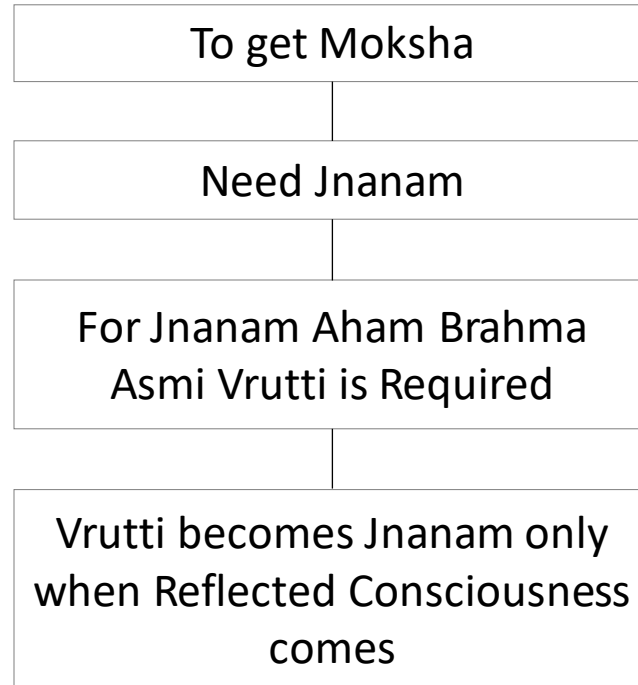 To get Moksha
Need Jnanam
For Jnanam Aham Brahma
Asmi Vrutti is Required
Vrutti becomes Jnanam only
when Reflected Consciousness
comes